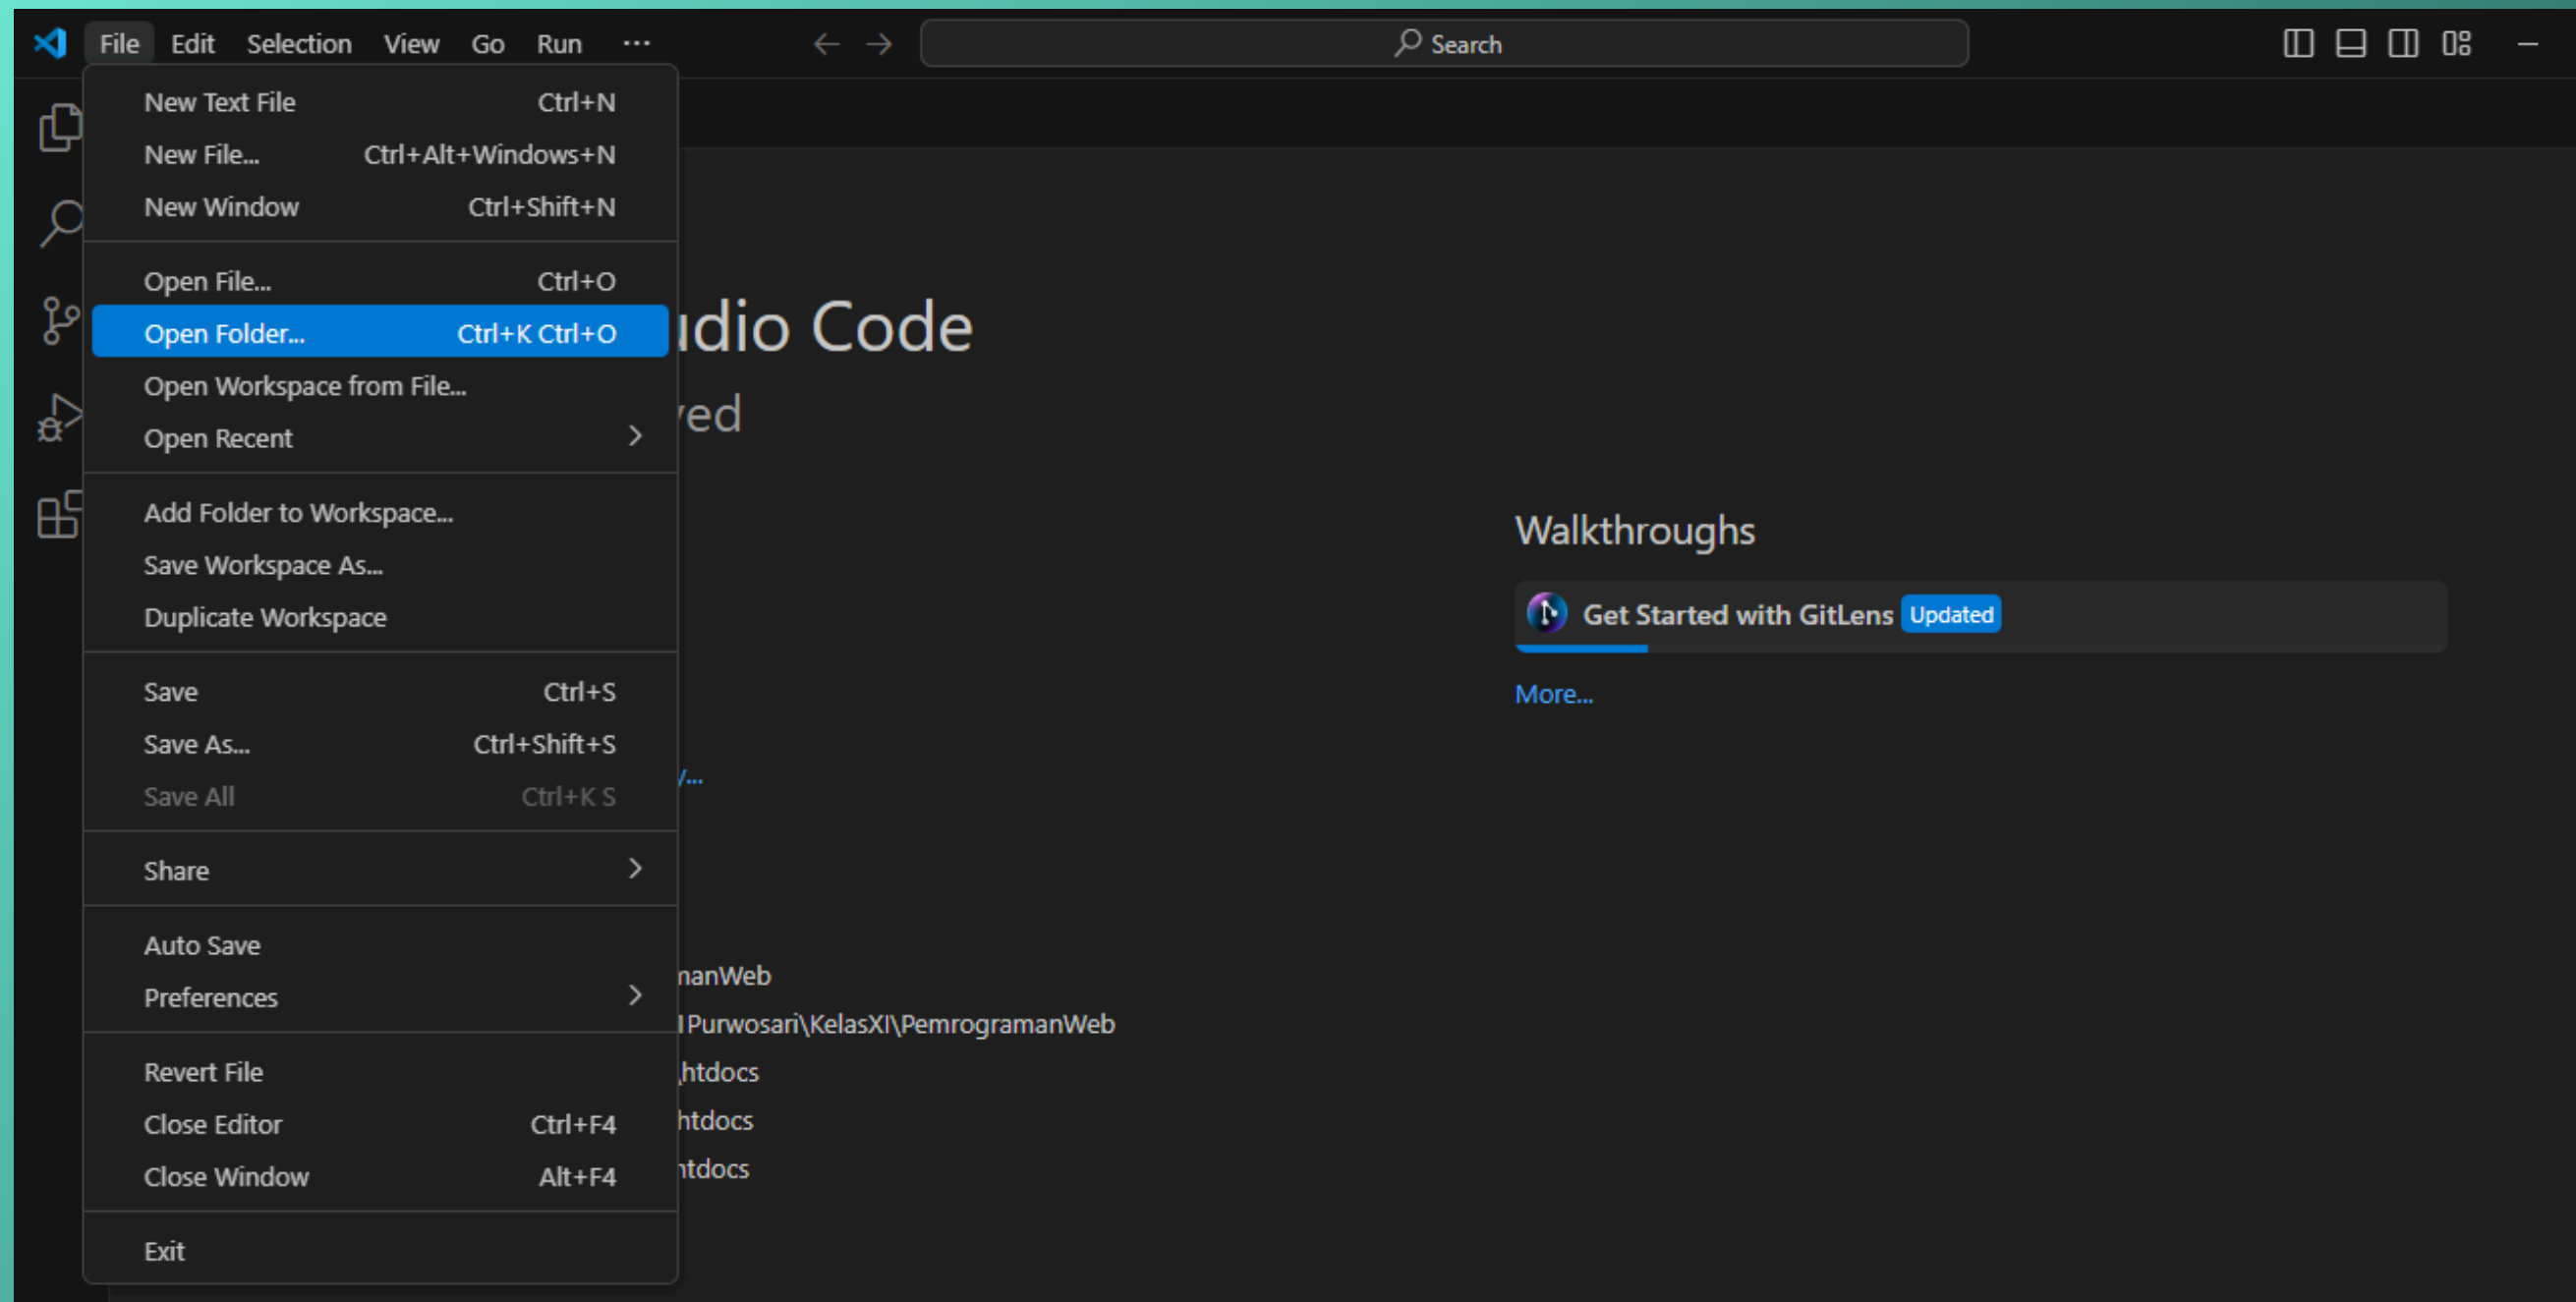 File Edit Selection View Go Run ...
Search
New Text File Ctrl+N
New File... Ctrl+Alt+Windows+N
New Window Ctrl+Shift+N
Open File... Ctrl+O
Open Folder... Ctrl+K Ctrl+O
Open Workspace from File...
Open Recent
Add Folder to Workspace...
Save Workspace As...
Duplicate Workspace
Save Ctrl+S
Save As... Ctrl+Shift+S
Save All Ctrl+K S
Share
Auto Save
Preferences
Revert File
Close Editor Ctrl+F4
Close Window Alt+F4
Exit
Code
Walkthroughs
Get Started with GitLens Updated
More...
manWeb
Purwosari\KelasXI\PemrogramanWeb
\htdocs
htdocs
htdocs